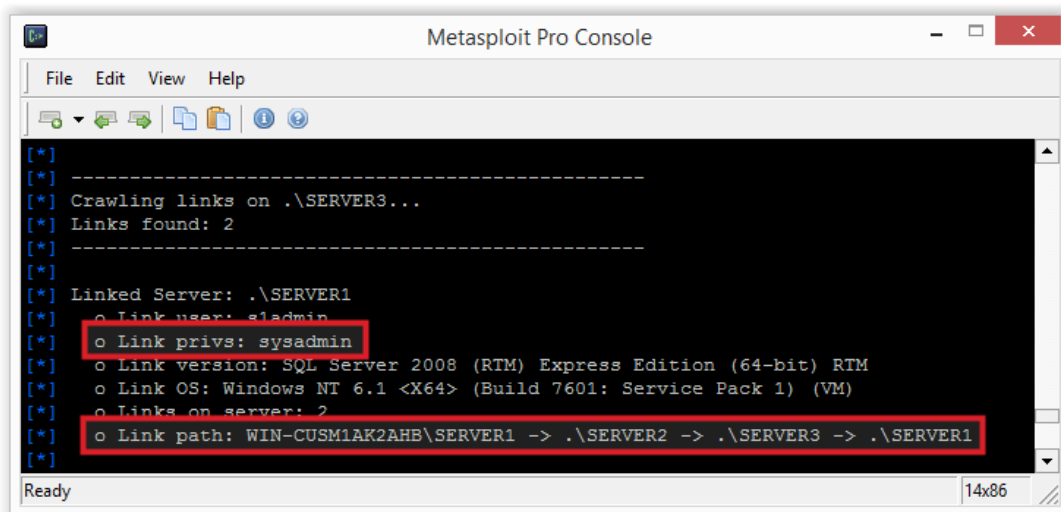 Metasploit Pro Console
File Edit View Help
[*]
[*] -------------------------------------------------
[*] Crawling links on .\SERVER3...
[*] Links found: 2
[*] -------------------------------------------------
[*]
[*] Linked Server: .\SERVER1
[*] o Link user: s1admin
[*] o Link privs: sysadmin
[*] o Link version: SQL Server 2008 (RTM) Express Edition (64-bit) RTM
[*] o Link OS: Windows NT 6.1 <X64> (Build 7601: Service Pack 1) (VM)
[*] o Links on server: 2
[*] o Link path: WIN-CUSM1AK2AHB\SERVER1 -> .\SERVER2 -> .\SERVER3 -> .\SERVER1
[*]
Ready 14x86